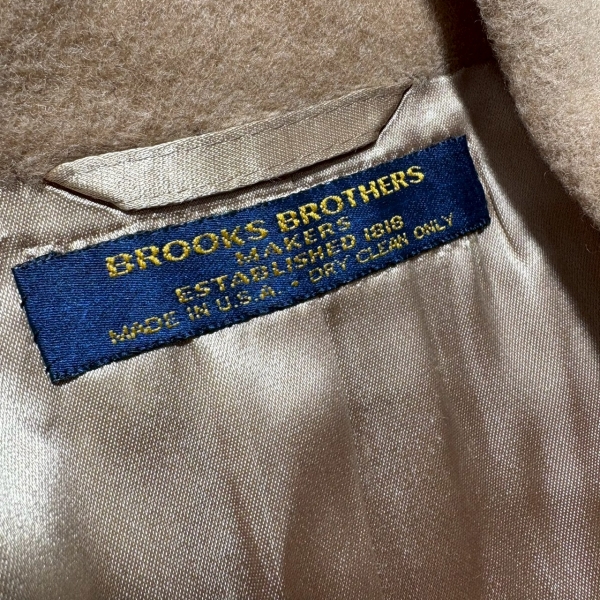 BROOKS BROTHERS
MAKERS
ESTABLISHED 1818
MADE IN U.S.A. • DRY CLEAN ONLY